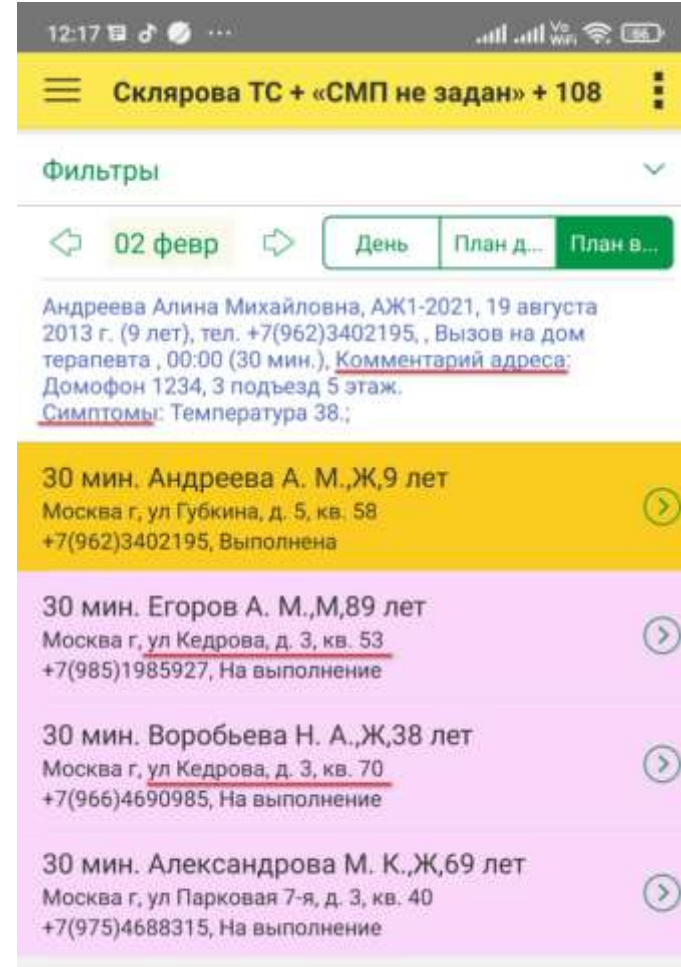 12:17
Vo
WiFi
66
Склярова ТС + «СМП не задан» + 108
Фильтры
02 февр
День
План д...
План в...
Андреева Алина Михайловна, АЖ1-2021, 19 августа
2013 г. (9 лет), тел. +7(962)3402195, , Вызов на дом
терапевта , 00:00 (30 мин.), Комментарий адреса:
Домофон 1234, 3 подъезд 5 этаж.
Симптомы: Температура 38.;
30 мин. Андреева А. М.,Ж,9 лет
Москва г, ул Губкина, д. 5, кв. 58
+7(962)3402195, Выполнена
30 мин. Егоров А. М.,М,89 лет
Москва г, ул Кедрова, д. 3, кв. 53
+7(985)1985927, На выполнение
30 мин. Воробьева Н. А.,Ж,38 лет
Москва г, ул Кедрова, д. 3, кв. 70
+7(966)4690985, На выполнение
30 мин. Александрова М. К.,Ж,69 лет
Москва г, ул Парковая 7-я, д. 3, кв. 40
+7(975)4688315, На выполнение